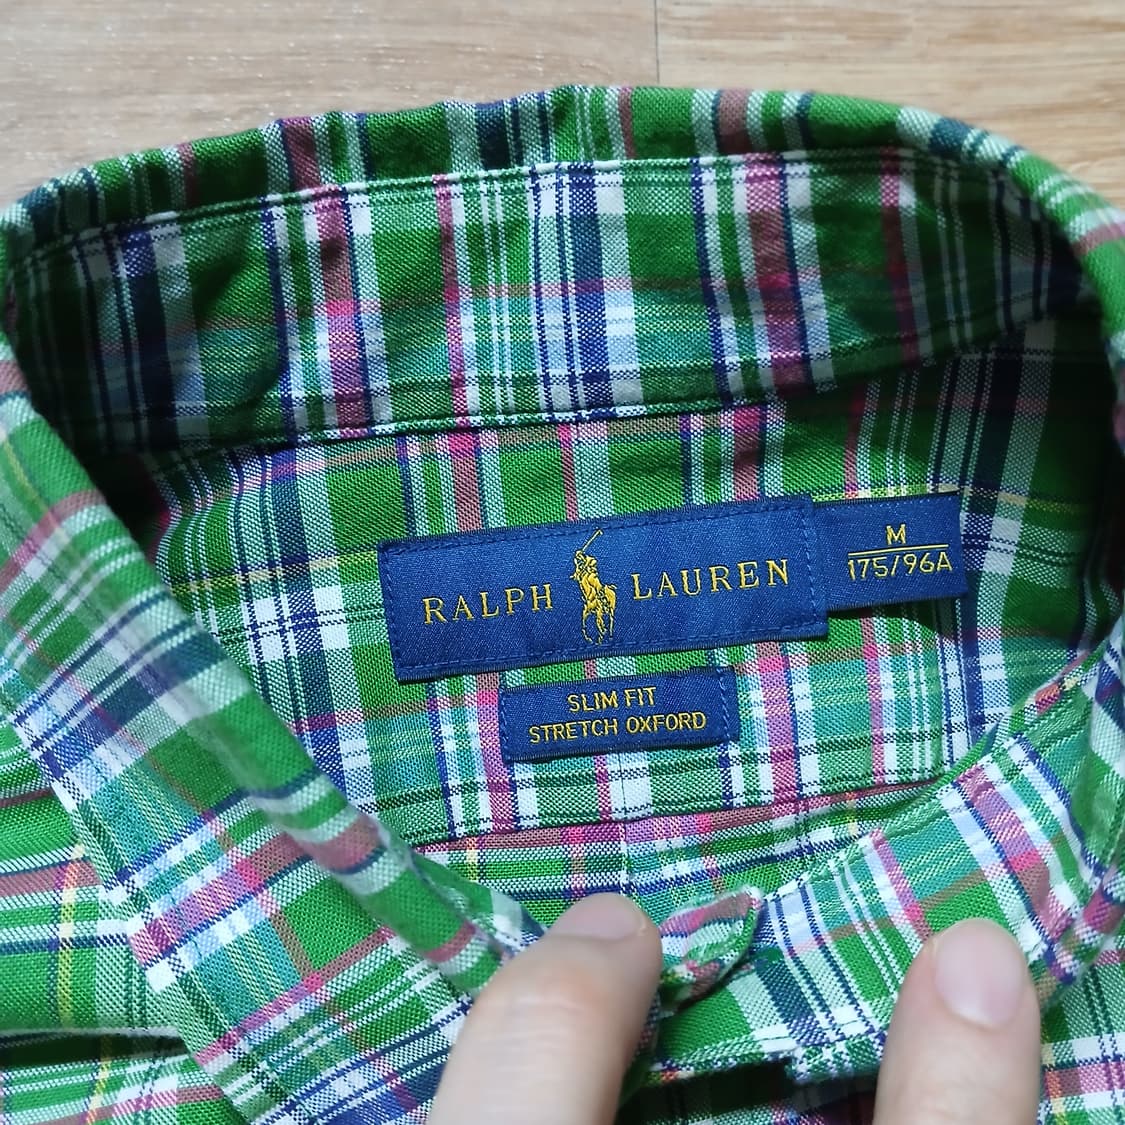 RALPH LAUREN
M
175/96A
SLIM FIT
STRETCH OXFORD